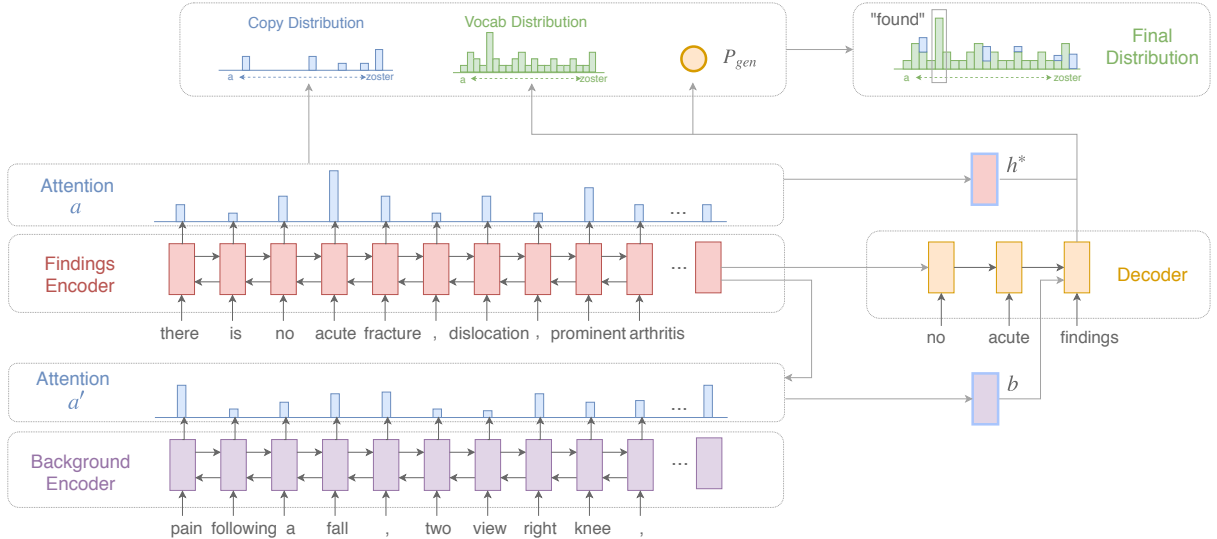 Copy Distribution
Vocab Distribution
a
zoster
a
zoster
Pgen
"found"
a
zoster
Final
Distribution
Attention
a
...
h*
Findings
Encoder
...
there is no acute fracture , dislocation , prominent arthritis
Decoder
no acute findings
Attention
a′
...
b
Background
Encoder
...
pain following a fall , two view right knee ,